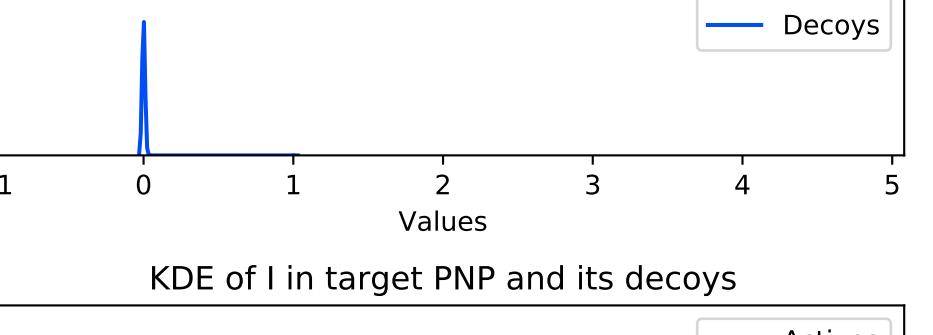 Decoys
1 0 1 2 3 4 5
Values
KDE of I in target PNP and its decoys